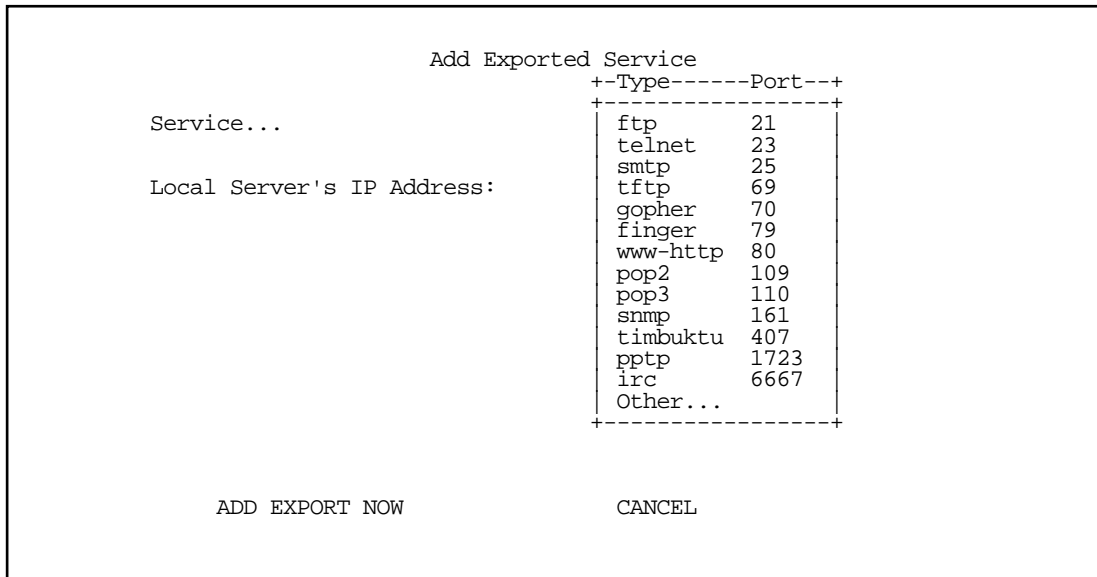 Add Exported Service
+-Type------Port--+
+-----------------+
Service... | ftp 21 |
| telnet 23 |
| smtp 25 |
Local Server's IP Address: | tftp 69 |
| gopher 70 |
| finger 79 |
| www-http 80 |
| pop2 109 |
| pop3 110 |
| snmp 161 |
| timbuktu 407 |
| pptp 1723 |
| irc 6667 |
| Other... |
+-----------------+
ADD EXPORT NOW CANCEL